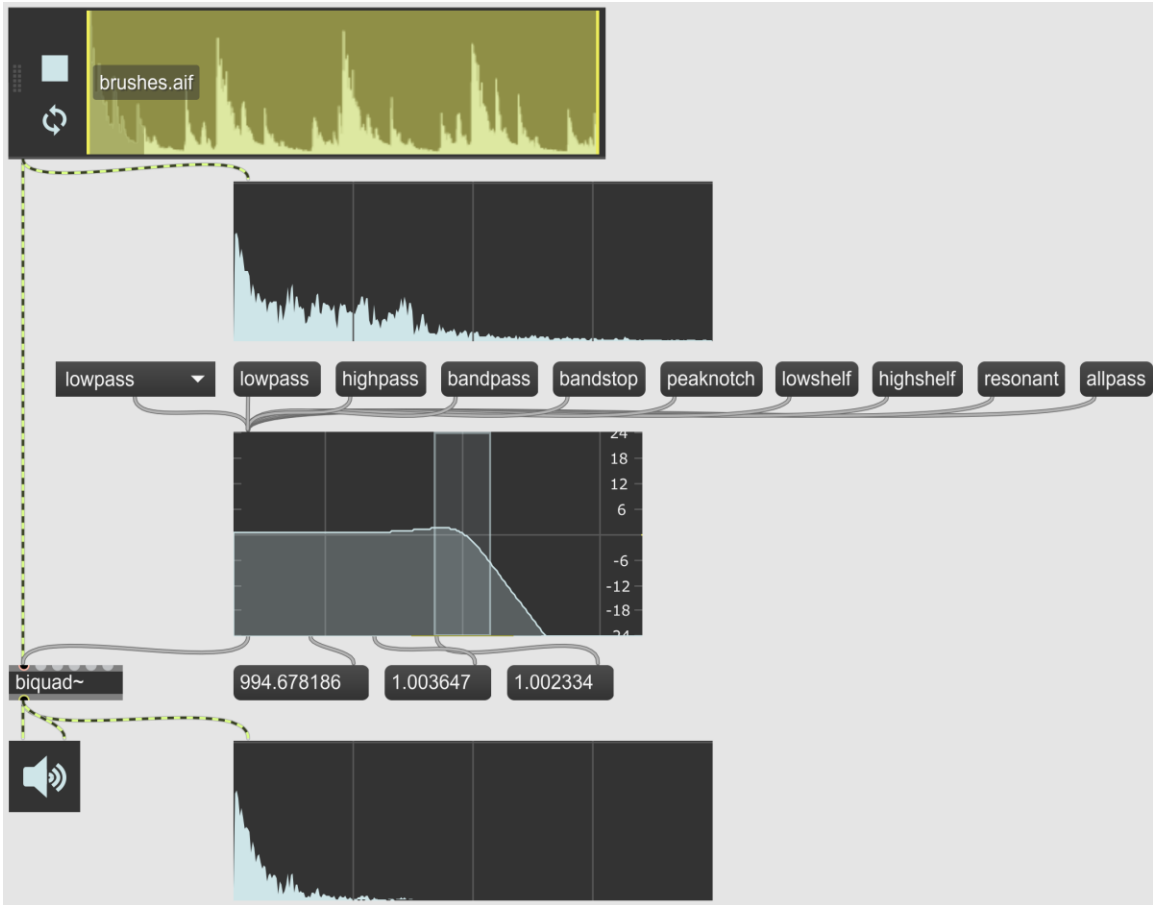 brushes.aif
lowpass
lowpass
highpass
bandpass
bandstop
peaknotch
lowshelf
highshelf
resonant
allpass
24
18
12
6
-6
-12
-18
24
biquad~
994.678186
1.003647
1.002334